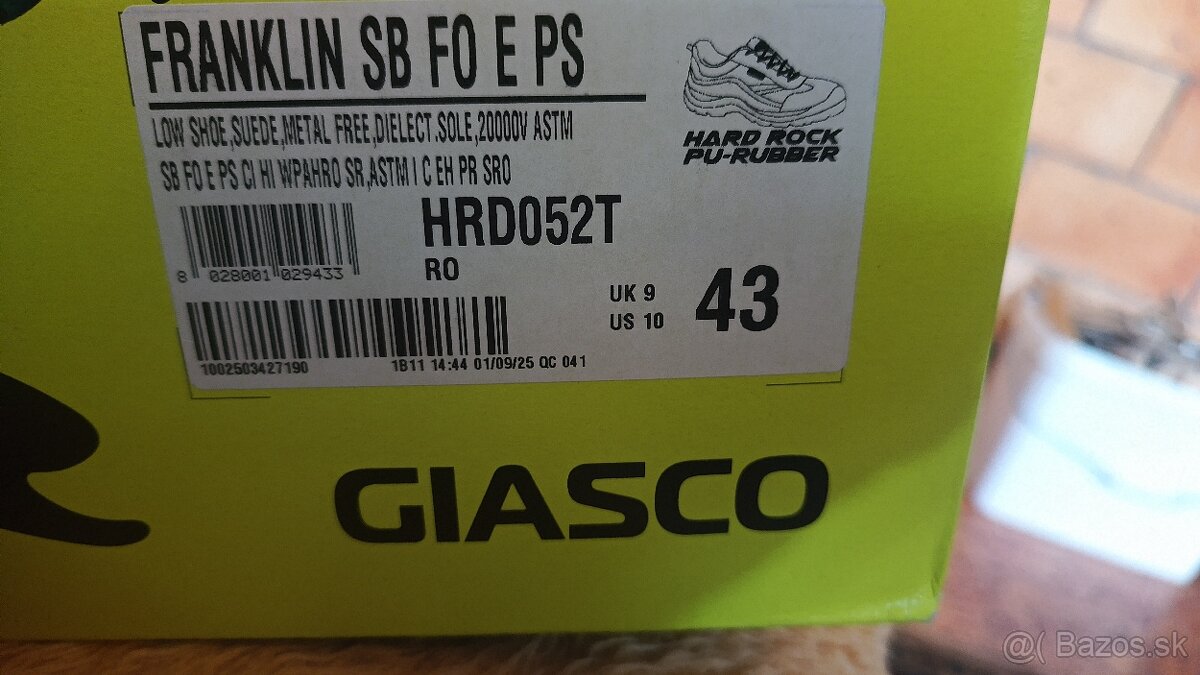 FRANKLIN SB FO E PS
LOW SHOE,SUEDE,METAL FREE,DIELECT.SOLE,20000V ASTM
SB FO E PS CI HI WPAHRO SR,ASTM I C EH PR SRO
HARD ROCK
PU-RUBBER
HRD052T
RO
8 028001 029433
UK 9
US 10
43
1002503427190
1B11 14:44 01/09/25 QC 041
GIASCO
@( Bazos.sk